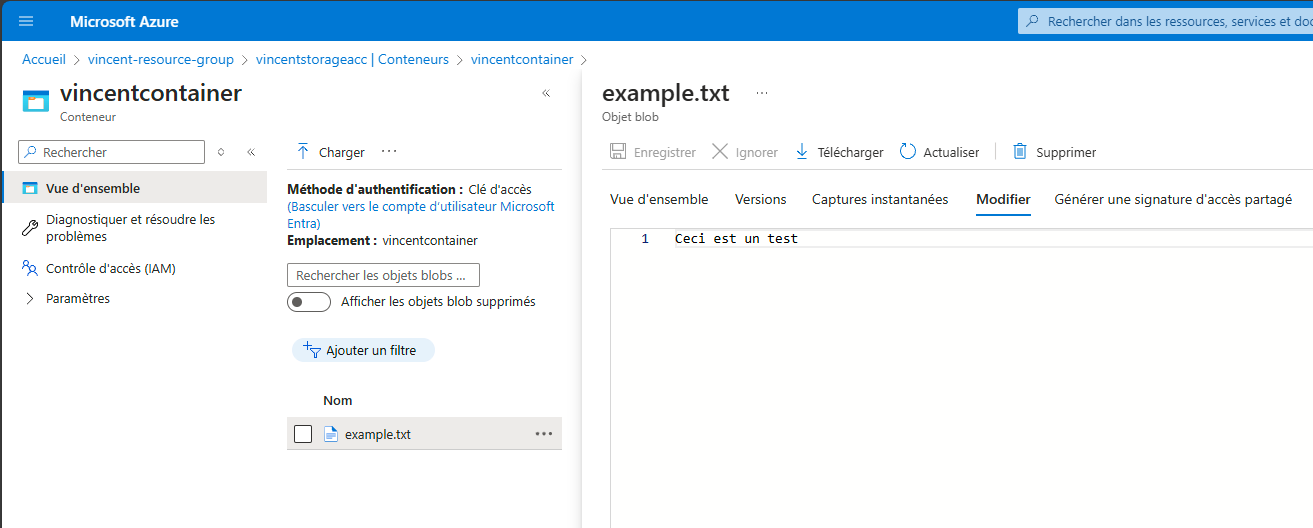 Microsoft Azure
Rechercher dans les ressources, services et doc
Accueil > vincent-resource-group > vincentstorageacc | Conteneurs > vincentcontainer >
vincentcontainer
Conteneur
«
Rechercher
«
Vue d'ensemble
Diagnostiquer et résoudre les
problèmes
Contrôle d'accès (IAM)
Paramètres
Charger ...
Méthode d'authentification : Clé d'accès
(Basculer vers le compte d'utilisateur Microsoft
Entra)
Emplacement : vincentcontainer
Rechercher les objets blobs ...
Afficher les objets blob supprimés
Ajouter un filtre
Nom
example.txt ...
example.txt ...
Objet blob
Enregistrer Ignorer Télécharger Actualiser Supprimer
Vue d'ensemble Versions Captures instantanées Modifier Générer une signature d'accès partagé
1 Ceci est un test